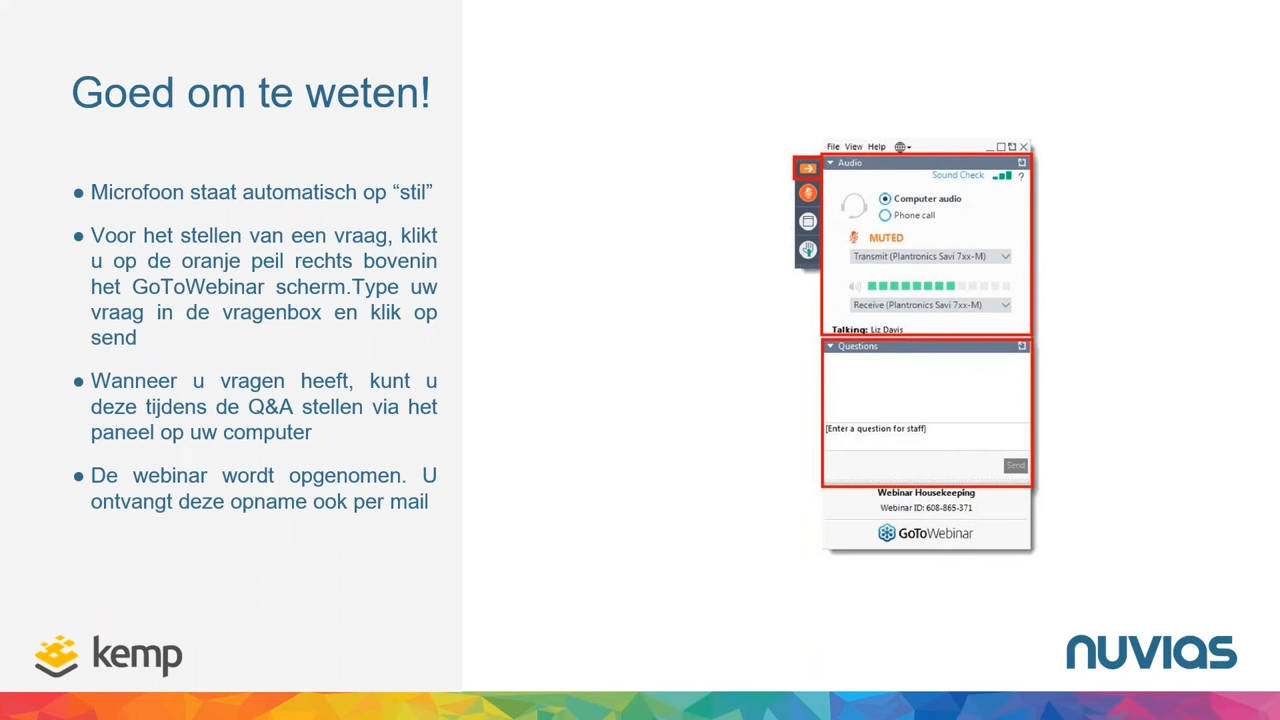 Goed om te weten!
● Microfoon staat automatisch op “stil”
● Voor het stellen van een vraag, klikt
u op de oranje peil rechts bovenin
het GoToWebinar scherm.Type uw
vraag in de vragenbox en klik op
send
● Wanneer u vragen heeft, kunt u
deze tijdens de Q&A stellen via het
paneel op uw computer
● De webinar wordt opgenomen. U
ontvangt deze opname ook per mail
File View Help
Audio
Sound Check ?
Computer audio
Phone call
MUTED
Transmit (Plantronics Savi 7xx-M)
Receive (Plantronics Savi 7xx-M)
Talking: Liz Davis
Questions
[Enter a question for staff]
Send
Webinar Housekeeping
Webinar ID: 608-865-371
GoToWebinar
kemp
nuvias